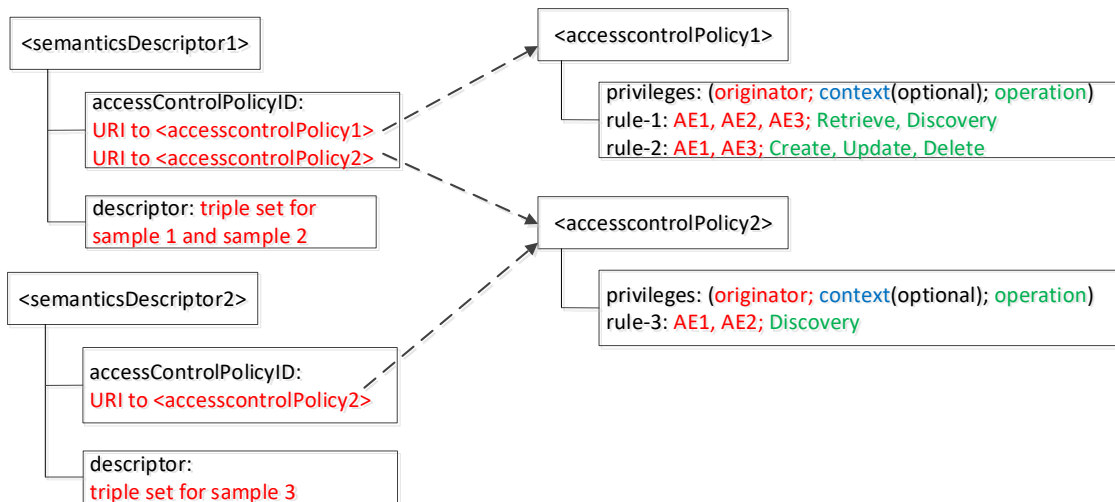 <semanticsDescriptor1>
accessControlPolicyID:
URI to <accesscontrolPolicy1>
URI to <accesscontrolPolicy2>
descriptor: triple set for
sample 1 and sample 2
<semanticsDescriptor2>
accessControlPolicyID:
URI to <accesscontrolPolicy2>
descriptor:
triple set for sample 3
<accesscontrolPolicy1>
privileges: (originator; context(optional); operation)
rule-1: AE1, AE2, AE3; Retrieve, Discovery
rule-2: AE1, AE3; Create, Update, Delete
<accesscontrolPolicy2>
privileges: (originator; context(optional); operation)
rule-3: AE1, AE2; Discovery